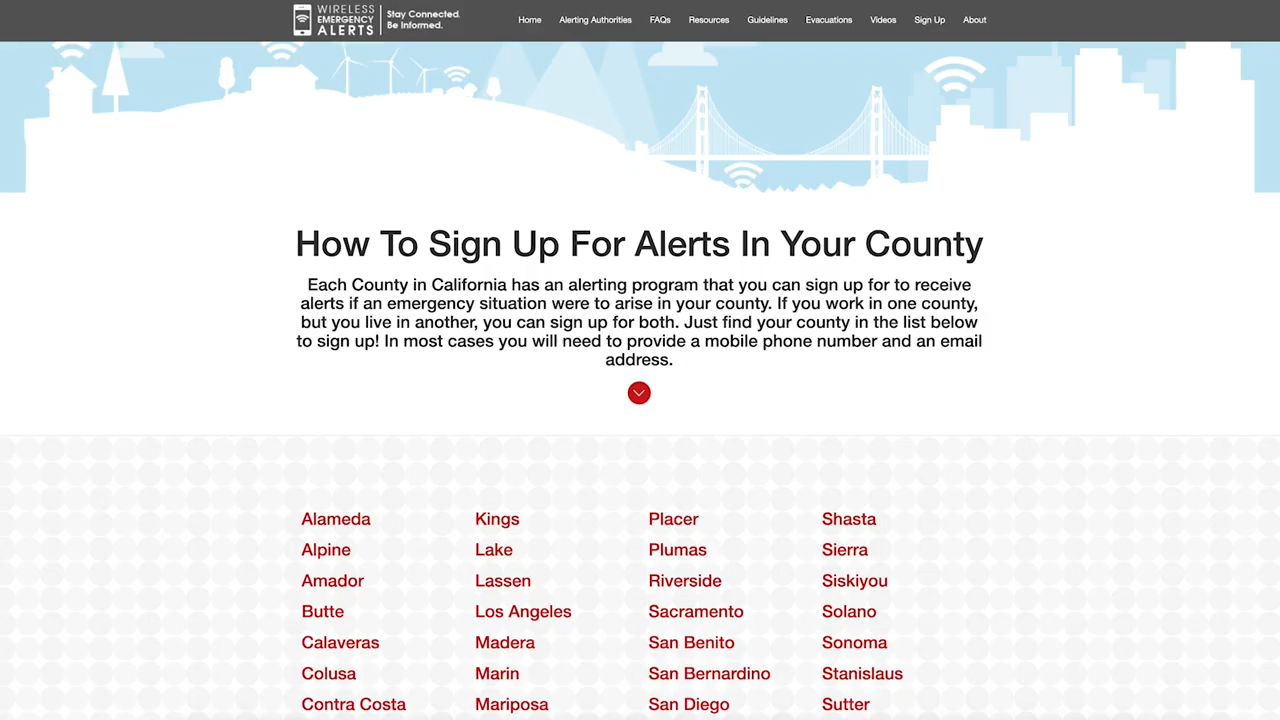 WIRELESS
EMERGENCY
ALERTS
Stay Connected.
Be Informed.
Home Alerting Authorities FAQs Resources Guidelines Evacuations Videos Sign Up About
How To Sign Up For Alerts In Your County
Each County in California has an alerting program that you can sign up for to receive
alerts if an emergency situation were to arise in your county. If you work in one county,
but you live in another, you can sign up for both. Just find your county in the list below
to sign up! In most cases you will need to provide a mobile phone number and an email
address.
Alameda Kings Placer Shasta
Alpine Lake Plumas Sierra
Amador Lassen Riverside Siskiyou
Butte Los Angeles Sacramento Solano
Calaveras Madera San Benito Sonoma
Colusa Marin San Bernardino Stanislaus
Contra Costa Mariposa San Diego Sutter